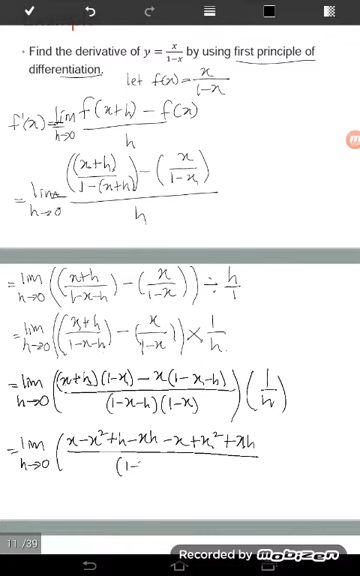 • Find the derivative of y = x/(1−x) by using first principle of
differentiation.
let f(x) = x/(1−x)
f'(x) = lim h→0 (f(x+h) − f(x))/h
= lim h→0 (((x+h)/(1−(x+h))) − (x/(1−x)))/h
= lim h→0 (((x+h)/(1−x−h)) − (x/(1−x))) ÷ h/1
= lim h→0 (((x+h)/(1−x−h)) − (x/(1−x))) × 1/h
= lim h→0 (((x+h)(1−x) − x(1−x−h))/((1−x−h)(1−x))) (1/h)
= lim h→0 ((x−x²+h−xh−x+x²+xh)/(1−
11 /39
Recorded by mobizen